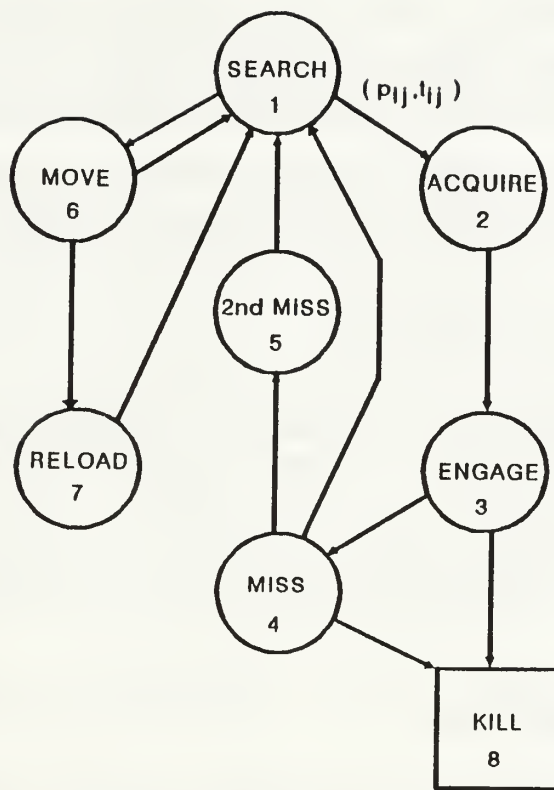 SEARCH
1
(pij,tij)
MOVE
6
ACQUIRE
2
2nd MISS
5
RELOAD
7
ENGAGE
3
MISS
4
KILL
8